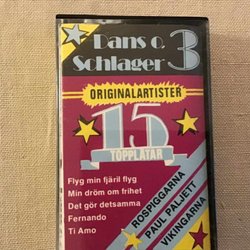 Dans o.
Schlager 3
ORIGINALARTISTER
15
TOPPLÅTAR
Flyg min fjäril flyg
Min dröm om frihet
Det gör detsamma
Fernando
Ti Amo
ROSPIGGARNA
PAUL PALJETT
VIKINGARNA